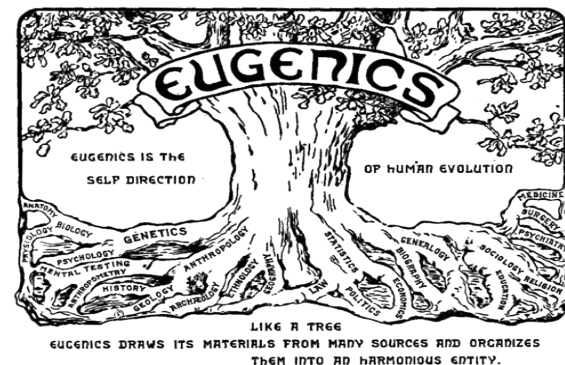 EUGENICS
EUGENICS IS THE
SELF DIRECTION
OF HUMAN EVOLUTION
ANATOMY
PHYSIOLOGY
BIOLOGY
GENETICS
PSYCHOLOGY
MENTAL TESTING
ANTHROPOMETRY
HISTORY
GEOLOGY
ANTHROPOLOGY
ARCHAEOLOGY
ETHNOLOGY
GEOGRAPHY
LAW
STATISTICS
POLITICS
ECONOMICS
BIOGRAPHY
GENEALOGY
EDUCATION
SOCIOLOGY
RELIGION
PSYCHIATRY
SURGERY
MEDICINE
LIKE A TREE
EUGENICS DRAWS ITS MATERIALS FROM MANY SOURCES AND ORGANIZES
THEM INTO AN HARMONIOUS ENTITY.